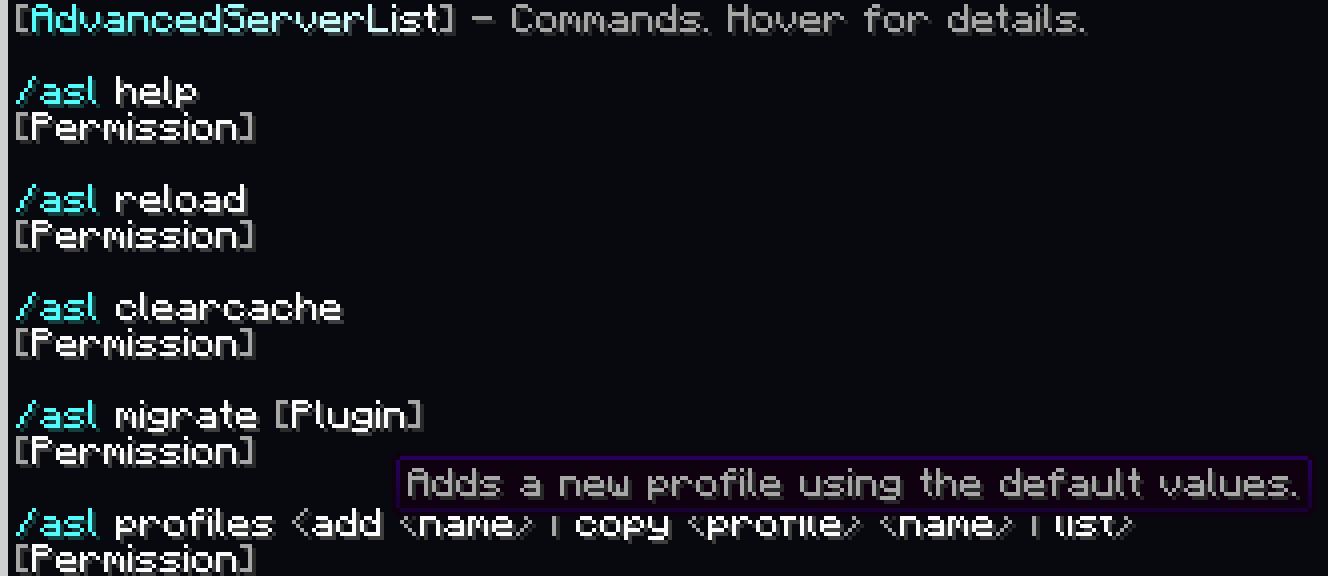 [AdvancedServerList] - Commands. Hover for details.
/asl help
[Permission]
/asl reload
[Permission]
/asl clearcache
[Permission]
/asl migrate [Plugin]
[Permission]
Adds a new profile using the default values.
/asl profiles <add <name> | copy <profile> <name> | list>
[Permission]